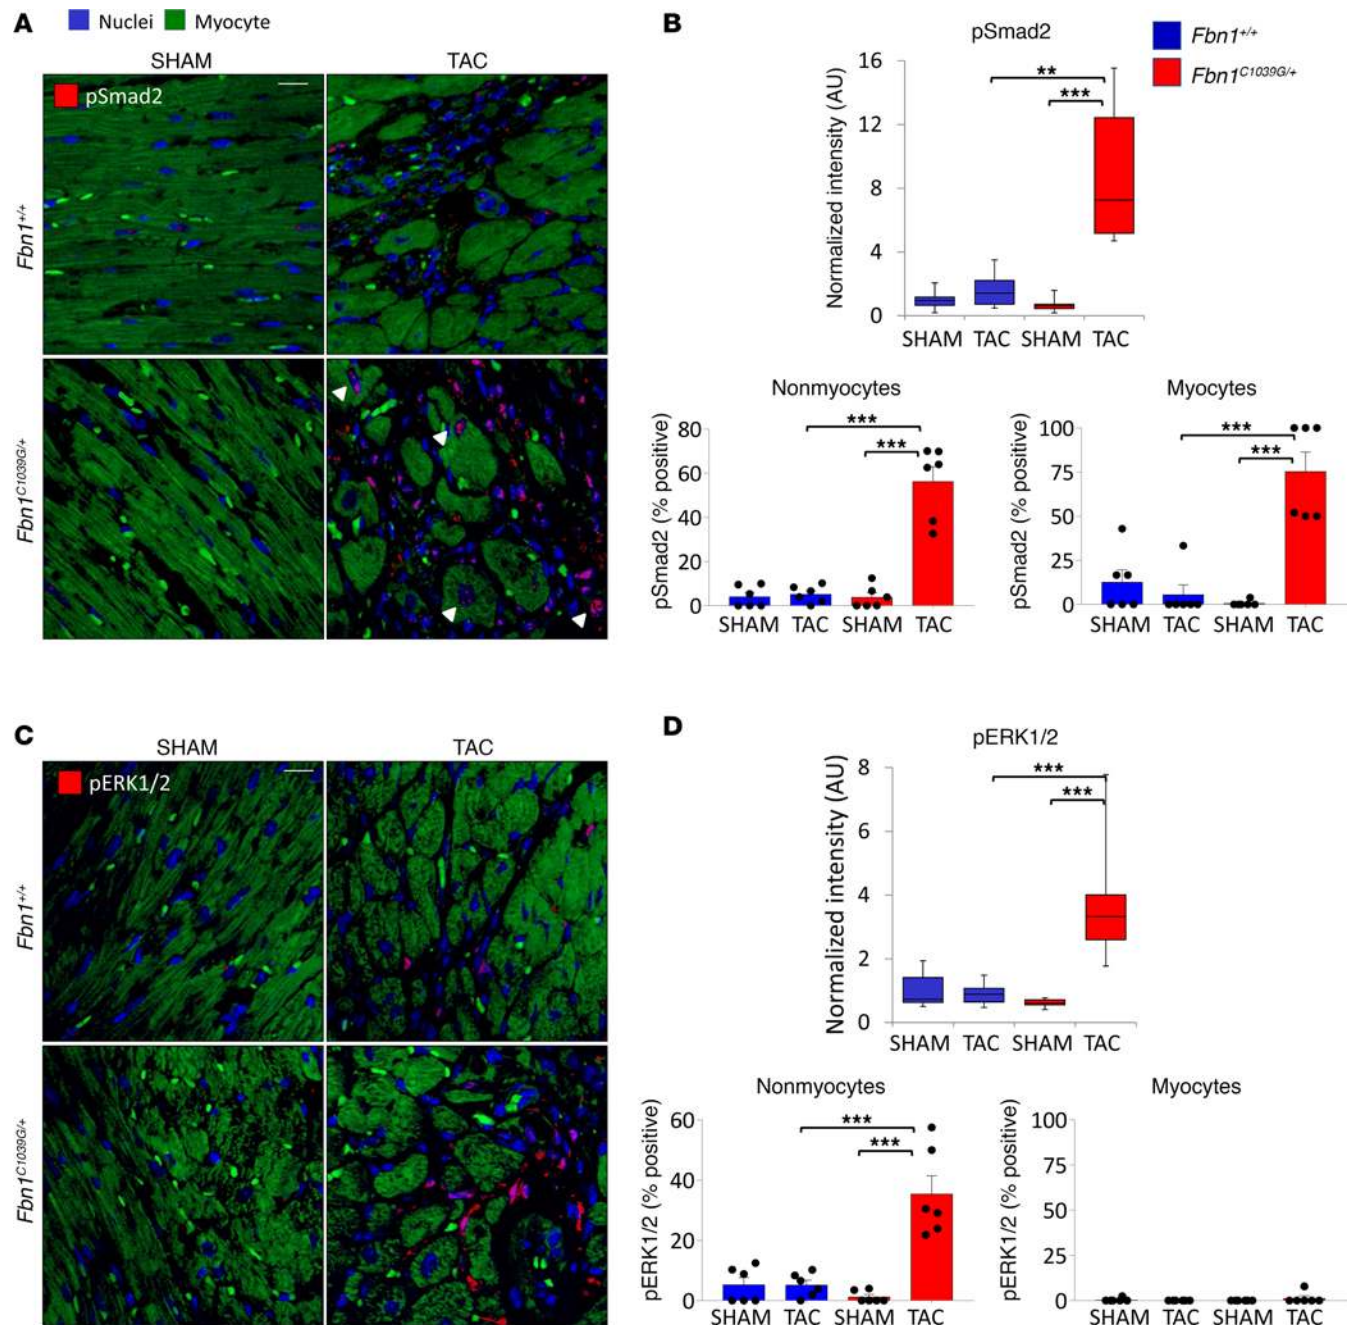 A
Nuclei Myocyte
SHAM TAC
pSmad2
Fbn1+/+
Fbn1C1039G/+
B
pSmad2
Fbn1+/+
Fbn1C1039G/+
Normalized intensity (AU)
16
12
8
4
0
**
***
SHAM TAC SHAM TAC
Nonmyocytes
pSmad2 (% positive)
80
60
40
20
0
***
***
SHAM TAC SHAM TAC
Myocytes
pSmad2 (% positive)
100
75
50
25
0
***
***
SHAM TAC SHAM TAC
C
SHAM TAC
pERK1/2
Fbn1+/+
Fbn1C1039G/+
D
pERK1/2
Normalized intensity (AU)
8
6
4
2
0
***
***
SHAM TAC SHAM TAC
Nonmyocytes
pERK1/2 (% positive)
60
40
20
0
***
***
SHAM TAC SHAM TAC
Myocytes
pERK1/2 (% positive)
100
75
50
25
0
SHAM TAC SHAM TAC